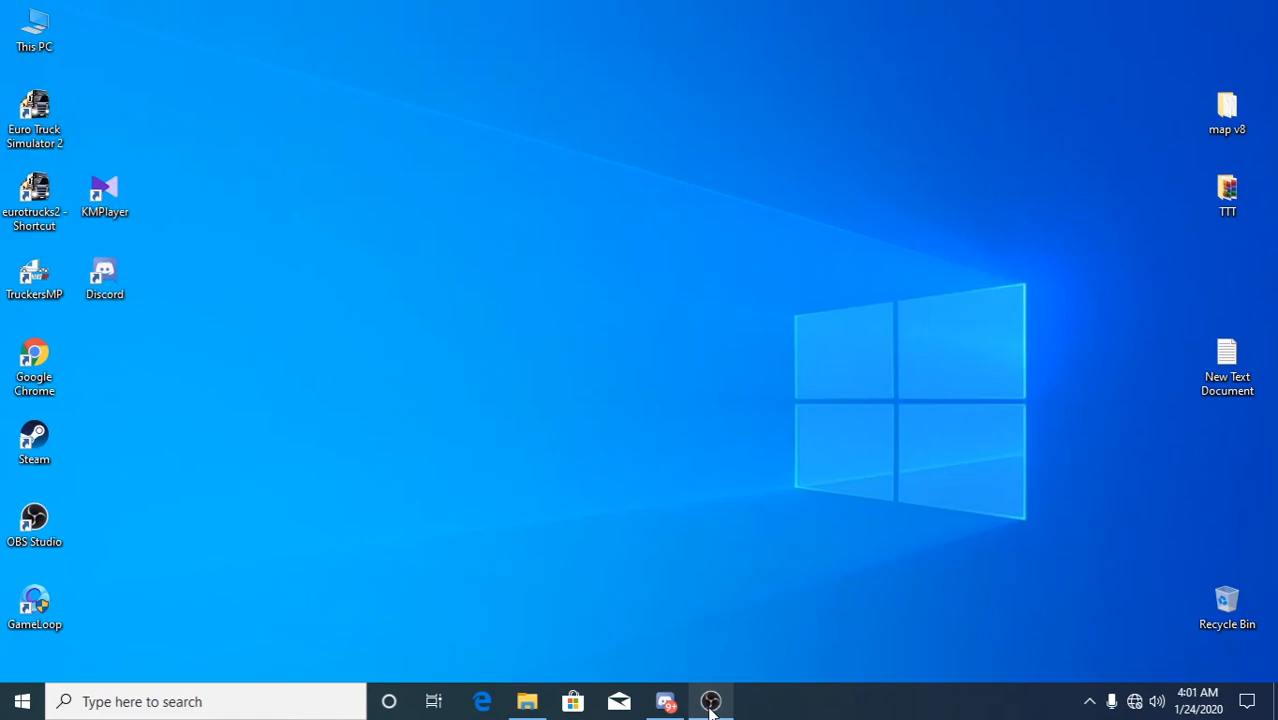 This PC
Euro Truck
Simulator 2
eurotrucks2 -
Shortcut
KMPlayer
TruckersMP
Discord
Google
Chrome
Steam
OBS Studio
GameLoop
map v8
TTT
New Text
Document
Recycle Bin
Type here to search
9+
4:01 AM
1/24/2020